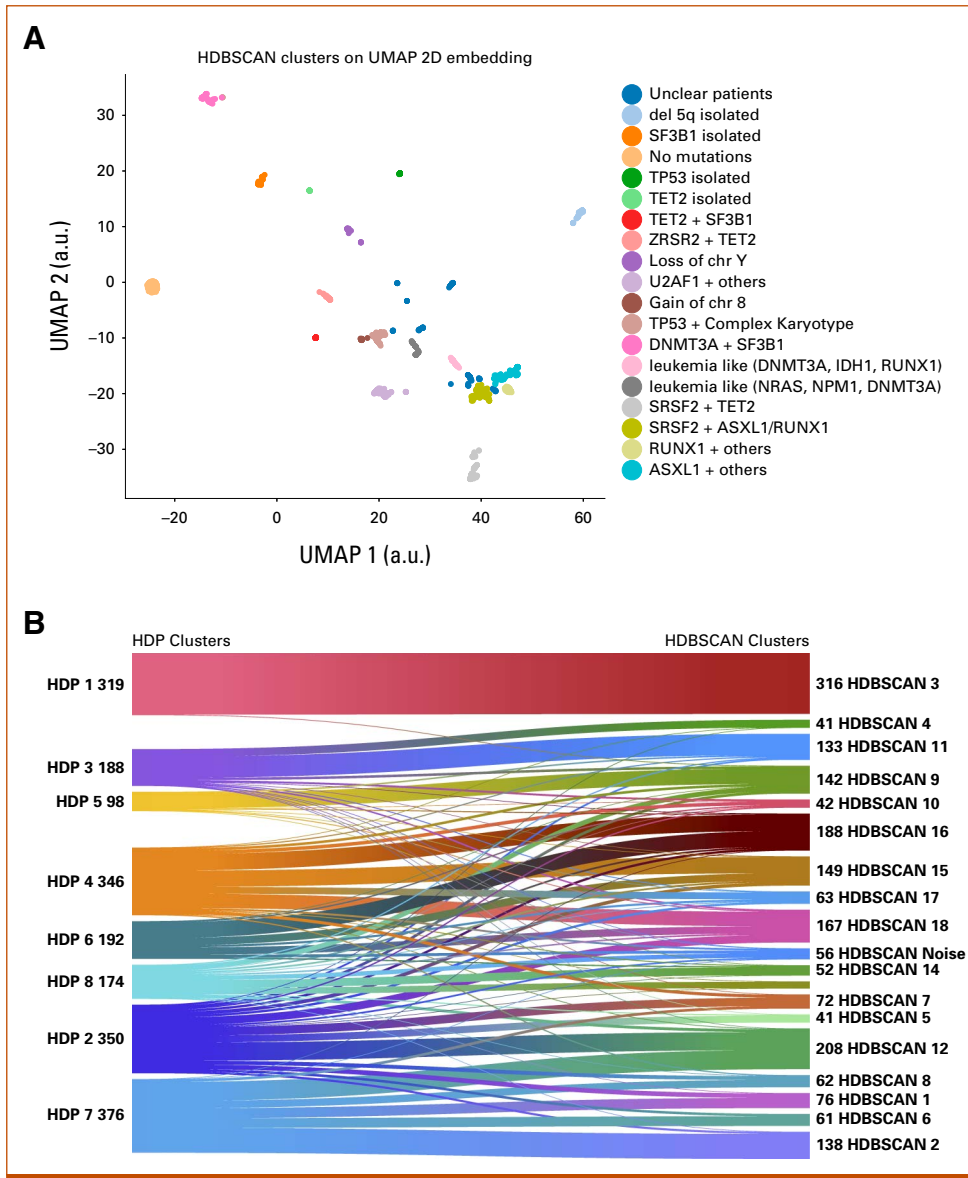 A
HDBSCAN clusters on UMAP 2D embedding
30
20
10
0
–10
–20
–30
–20
0
20
40
60
UMAP 2 (a.u.)
UMAP 1 (a.u.)
Unclear patients
del 5q isolated
SF3B1 isolated
No mutations
TP53 isolated
TET2 isolated
TET2 + SF3B1
ZRSR2 + TET2
Loss of chr Y
U2AF1 + others
Gain of chr 8
TP53 + Complex Karyotype
DNMT3A + SF3B1
leukemia like (DNMT3A, IDH1, RUNX1)
leukemia like (NRAS, NPM1, DNMT3A)
SRSF2 + TET2
SRSF2 + ASXL1/RUNX1
RUNX1 + others
ASXL1 + others
B
HDP Clusters
HDBSCAN Clusters
HDP 1 319
HDP 3 188
HDP 5 98
HDP 4 346
HDP 6 192
HDP 8 174
HDP 2 350
HDP 7 376
316 HDBSCAN 3
41 HDBSCAN 4
133 HDBSCAN 11
142 HDBSCAN 9
42 HDBSCAN 10
188 HDBSCAN 16
149 HDBSCAN 15
63 HDBSCAN 17
167 HDBSCAN 18
56 HDBSCAN Noise
52 HDBSCAN 14
72 HDBSCAN 7
41 HDBSCAN 5
208 HDBSCAN 12
62 HDBSCAN 8
76 HDBSCAN 1
61 HDBSCAN 6
138 HDBSCAN 2